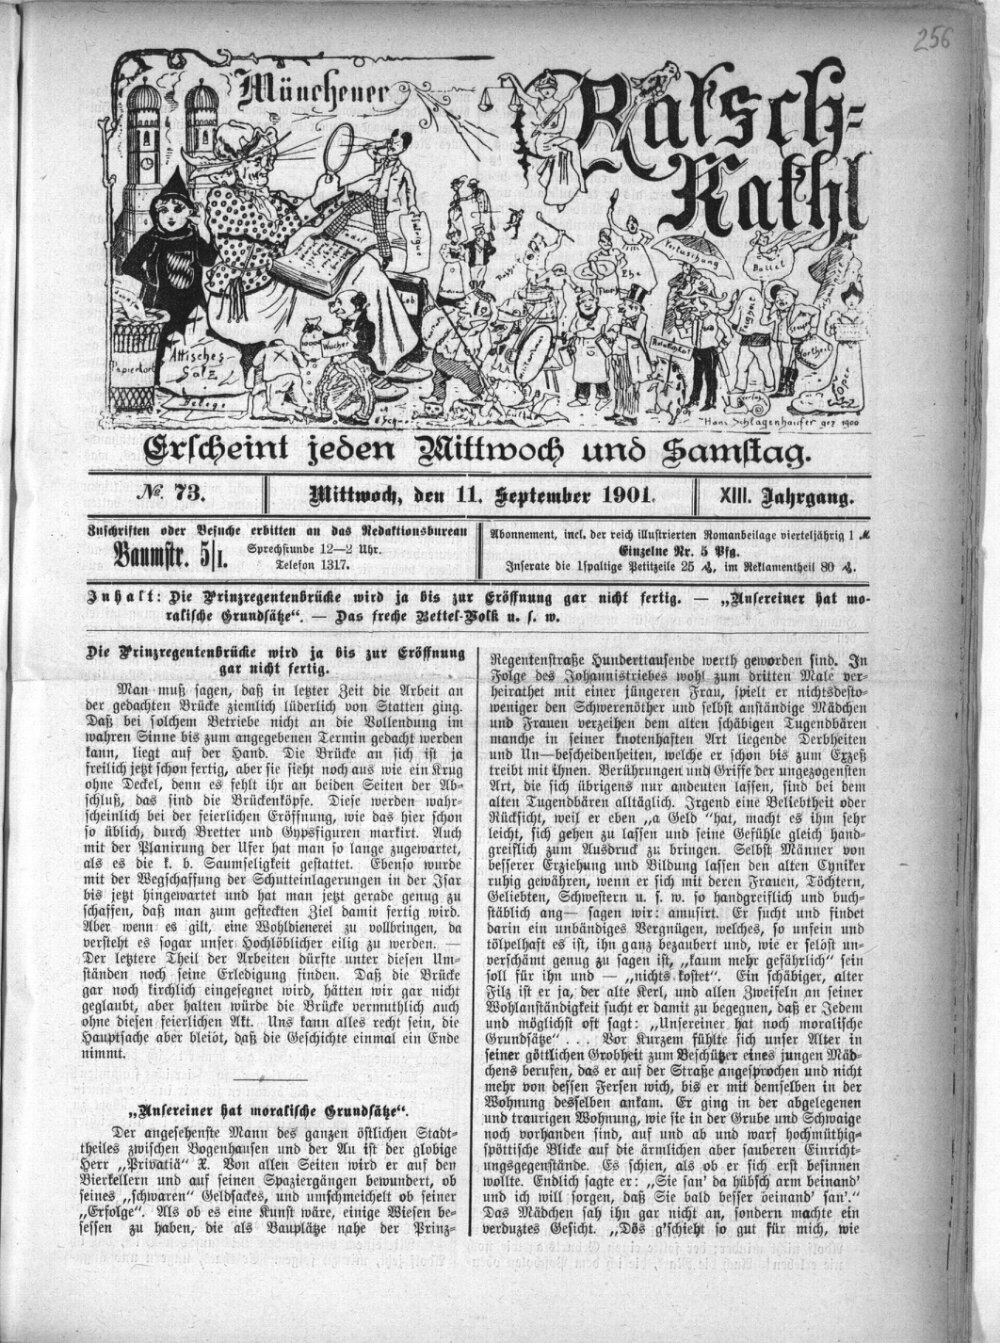 256
Münchener
Ratsch-
Kathl
Attisches
Salz
Papierkorb
Wucher
Ehe
Vertuschung
Ballet
Hans Schlagenhaufer gez 1900
Erscheint jeden Mittwoch und Samstag.
№ 73.
Mittwoch, den 11. September 1901.
XIII. Jahrgang.
Zuschriften oder Besuche erbitten an das Redaktionsbureau
Baumstr. 5/I.
Sprechstunde 12—2 Uhr.
Telefon 1317.
Abonnement, incl. der reich illustrierten Romanbeilage vierteljährig 1 ℳ
Einzelne Nr. 5 Pfg.
Inserate die 1spaltige Petitzeile 25 ₰, im Reklamentheil 80 ₰.
Inhalt: Die Prinzregentenbrücke wird ja bis zur Eröffnung gar nicht fertig. — „Unsereiner hat mo-
ralische Grundsätze“. — Das freche Bettel-Volk u. s. w.
Die Prinzregentenbrücke wird ja bis zur Eröffnung
gar nicht fertig.
Man muß sagen, daß in letzter Zeit die Arbeit an
der gedachten Brücke ziemlich lüderlich von Statten ging.
Daß bei solchem Betriebe nicht an die Vollendung im
wahren Sinne bis zum angegebenen Termin gedacht werden
kann, liegt auf der Hand. Die Brücke an sich ist ja
freilich jetzt schon fertig, aber sie sieht noch aus wie ein Krug
ohne Deckel, denn es fehlt ihr an beiden Seiten der Ab-
schluß, das sind die Brückenköpfe. Diese werden wahr-
scheinlich bei der feierlichen Eröffnung, wie das hier schon
so üblich, durch Bretter und Gypsfiguren markirt. Auch
mit der Planirung der Ufer hat man so lange zugewartet,
als es die k. b. Saumseligkeit gestattet. Ebenso wurde
mit der Wegschaffung der Schutteinlagerungen in der Isar
bis jetzt hingewartet und hat man jetzt gerade genug zu
schaffen, daß man zum gesteckten Ziel damit fertig wird.
Aber wenn es gilt, eine Wohldienerei zu vollbringen, da
versteht es sogar unser Hochlöblicher eilig zu werden. —
Der letztere Theil der Arbeiten dürfte unter diesen Um-
ständen noch seine Erledigung finden. Daß die Brücke
gar noch kirchlich eingesegnet wird, hätten wir gar nicht
geglaubt, aber halten würde die Brücke vermuthlich auch
ohne diesen feierlichen Akt. Uns kann alles recht sein, die
Hauptsache aber bleibt, daß die Geschichte einmal ein Ende
nimmt.
„Unsereiner hat moralische Grundsätze“.
Der angesehenste Mann des ganzen östlichen Stadt-
theiles zwischen Bogenhausen und der Au ist der globige
Herr „Privatiä“ X. Von allen Seiten wird er auf den
Bierkellern und auf seinen Spaziergängen bewundert, ob
seines „schwaren“ Geldsackes, und umschmeichelt ob seiner
„Erfolge“. Als ob es eine Kunst wäre, einige Wiesen be-
sessen zu haben, die als Bauplätze nahe der Prinz-
Regentenstraße Hunderttausende werth geworden sind. In
Folge des Johannistriebes wohl zum dritten Male ver-
heirathet mit einer jüngeren Frau, spielt er nichtsdesto-
weniger den Schwerenöther und selbst anständige Mädchen
und Frauen verzeihen dem alten schäbigen Tugendbären
manche in seiner knotenhaften Art liegende Derbheiten
und Un—bescheidenheiten, welche er schon bis zum Exzeß
treibt mit ihnen. Berührungen und Griffe der ungezogensten
Art, die sich übrigens nur andeuten lassen, sind bei dem
alten Tugendbären alltäglich. Irgend eine Beliebtheit oder
Rücksicht, weil er eben „a Geld “hat, macht es ihm sehr
leicht, sich gehen zu lassen und seine Gefühle gleich hand-
greiflich zum Ausdruck zu bringen. Selbst Männer von
besserer Erziehung und Bildung lassen den alten Cyniker
ruhig gewähren, wenn er sich mit deren Frauen, Töchtern,
Geliebten, Schwestern u. s. w. so handgreislich und buch-
stäblich ang— sagen wir: amusirt. Er sucht und findet
darin ein unbändiges Vergnügen, welches, so unsein und
tölpelhaft es ist, ihn ganz bezaubert und, wie er selbst un-
verschämt genug zu sagen ist, „kaum mehr gefährlich“ sein
soll für ihn und — „nichts kostet“. Ein schäbiger, alter
Filz ist er ja, der alte Kerl, und allen Zweifeln an seiner
Wohlanständigkeit sucht er damit zu begegnen, daß er Jedem
und möglichst oft sagt: „Unsereiner hat noch moralische
Grundsätze“ . . . Vor Kurzem fühlte sich unser Alter in
seiner göttlichen Grobheit zum Beschützer eines jungen Mäd-
chens berufen, das er auf der Straße angesprochen und nicht
mehr von dessen Fersen wich, bis er mit demselben in der
Wohnung desselben ankam. Er ging in der abgelegenen
und traurigen Wohnung, wie sie in der Grube und Schwaige
noch vorhanden sind, auf und ab und warf hochmüthig-
spöttische Blicke auf die ärmlichen aber sauberen Einricht-
ungsgegenstände. Es schien, als ob er sich erst besinnen
wollte. Endlich sagte er: „Sie san’ da hübsch arm beinand’
und ich will sorgen, daß Sie bald besser beinand’ san’.“
Das Mädchen sah ihn gar nicht an, sondern machte ein
verduztes Gesicht. „Dös g’schieht so gut für mich, wie